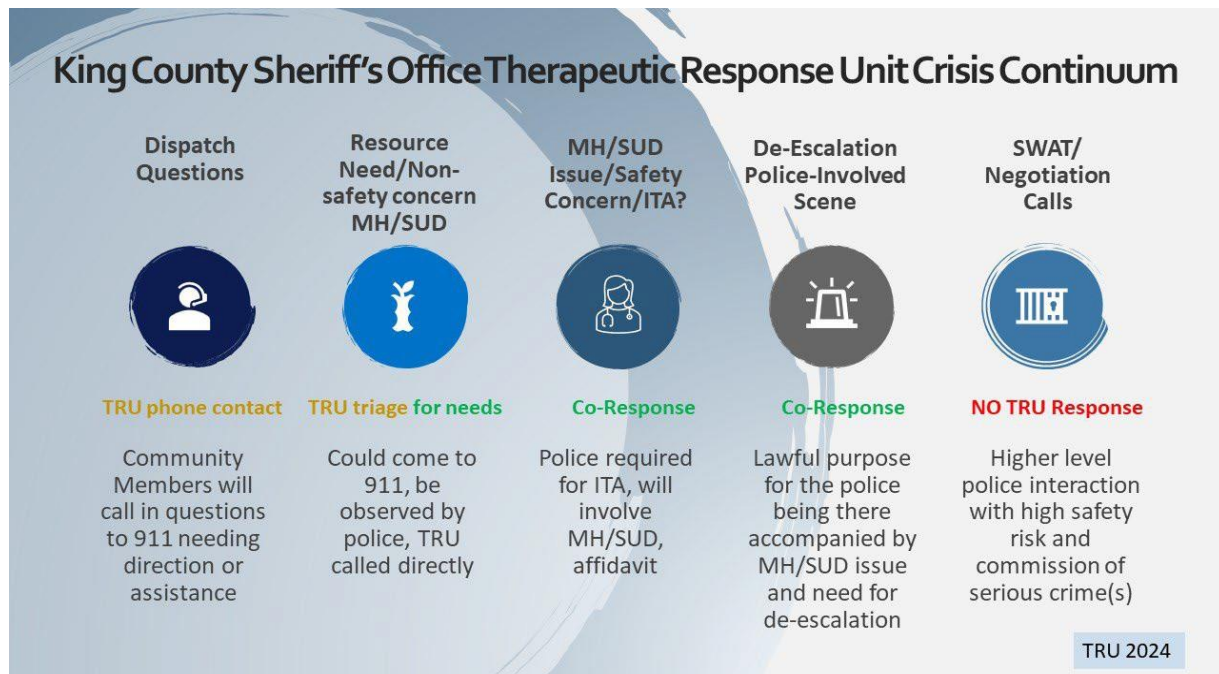 King County Sheriff's Office Therapeutic Response Unit Crisis Continuum
Dispatch
Questions
Resource
Need/Non-
safety concern
MH/SUD
MH/SUD
Issue/Safety
Concern/ITA?
De-Escalation
Police-Involved
Scene
SWAT/
Negotiation
Calls
TRU phone contact
TRU triage for needs
Co-Response
Co-Response
NO TRU Response
Community
Members will
call in questions
to 911 needing
direction or
assistance
Could come to
911, be
observed by
police, TRU
called directly
Police required
for ITA, will
involve
MH/SUD,
affidavit
Lawful purpose
for the police
being there
accompanied by
MH/SUD issue
and need for
de-escalation
Higher level
police interaction
with high safety
risk and
commission of
serious crime(s)
TRU 2024